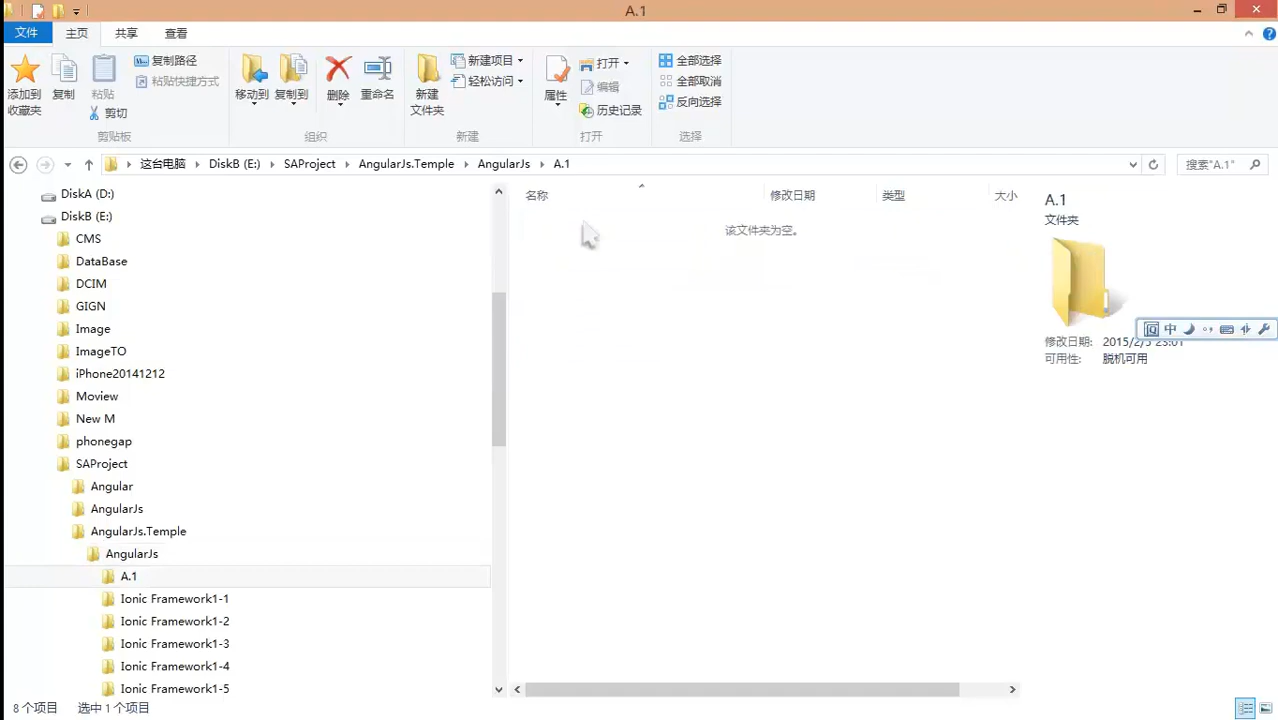 A.1
文件 主页 共享 查看
添加到
收藏夹
复制
粘贴
复制路径
粘贴快捷方式
剪切
剪贴板
移动到
复制到
删除
重命名
组织
新建
文件夹
新建项目
轻松访问
新建
属性
打开
编辑
历史记录
打开
全部选择
全部取消
反向选择
选择
这台电脑 DiskB (E:) SAProject AngularJs.Temple AngularJs A.1
搜索"A.1"
DiskA (D:)
DiskB (E:)
CMS
DataBase
DCIM
GIGN
Image
ImageTO
iPhone20141212
Moview
New M
phonegap
SAProject
Angular
AngularJs
AngularJs.Temple
AngularJs
A.1
Ionic Framework1-1
Ionic Framework1-2
Ionic Framework1-3
Ionic Framework1-4
Ionic Framework1-5
名称 修改日期 类型 大小
该文件夹为空。
A.1
文件夹
中
修改日期: 2015/2/5 23:01
可用性: 脱机可用
8 个项目 选中 1 个项目